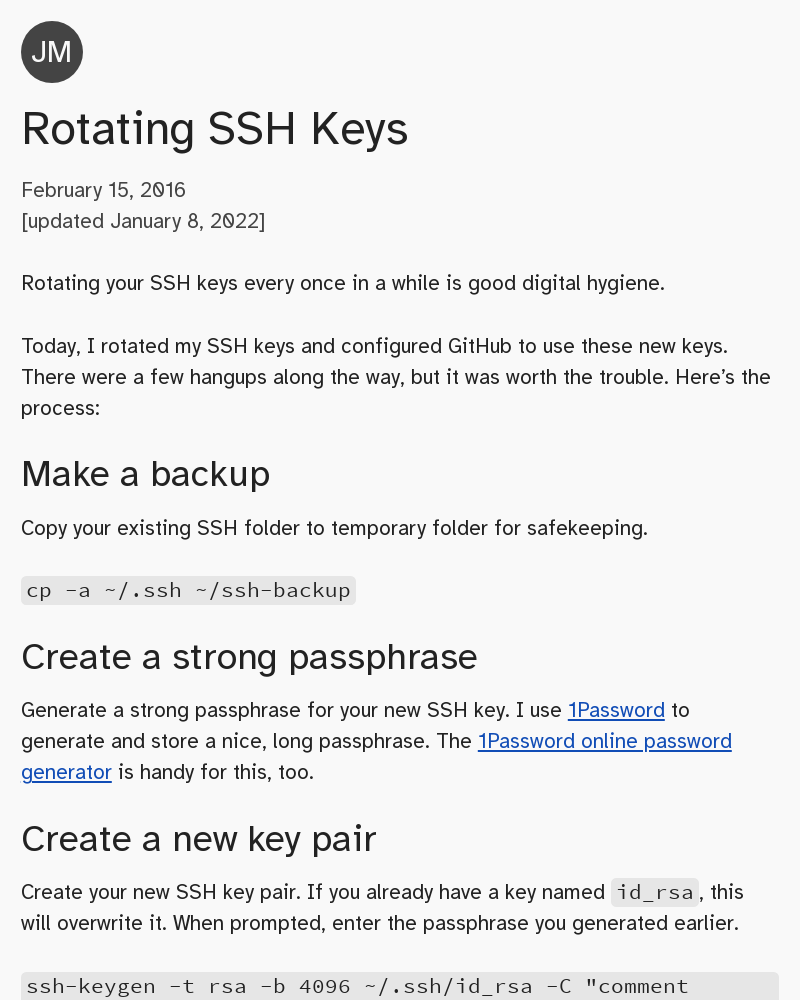 JM
Rotating SSH Keys
February 15, 2016
[updated January 8, 2022]
Rotating your SSH keys every once in a while is good digital hygiene.
Today, I rotated my SSH keys and configured GitHub to use these new keys.
There were a few hangups along the way, but it was worth the trouble. Here’s the
process:
Make a backup
Copy your existing SSH folder to temporary folder for safekeeping.
cp -a ~/.ssh ~/ssh-backup
Create a strong passphrase
Generate a strong passphrase for your new SSH key. I use 1Password to
generate and store a nice, long passphrase. The 1Password online password
generator is handy for this, too.
Create a new key pair
Create your new SSH key pair. If you already have a key named id_rsa, this
will overwrite it. When prompted, enter the passphrase you generated earlier.
ssh-keygen -t rsa -b 4096 ~/.ssh/id_rsa -C "comment